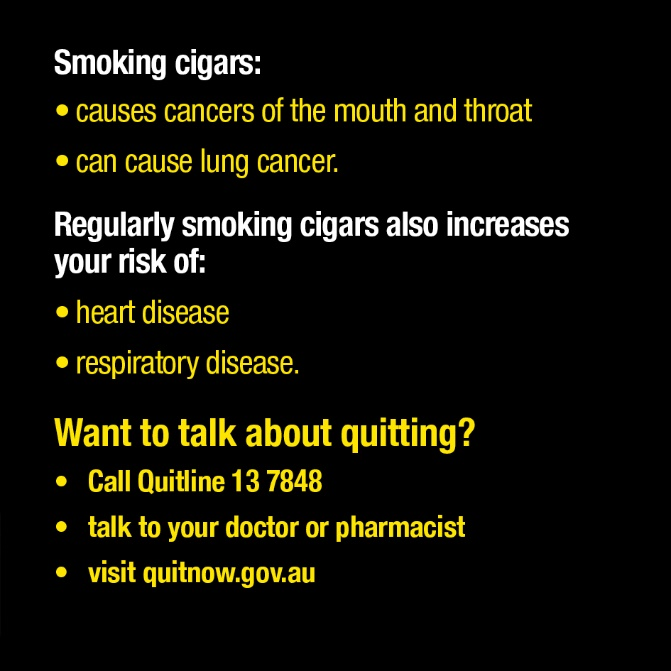 Smoking cigars:
• causes cancers of the mouth and throat
• can cause lung cancer.
Regularly smoking cigars also increases
your risk of:
• heart disease
• respiratory disease.
Want to talk about quitting?
• Call Quitline 13 7848
• talk to your doctor or pharmacist
• visit quitnow.gov.au